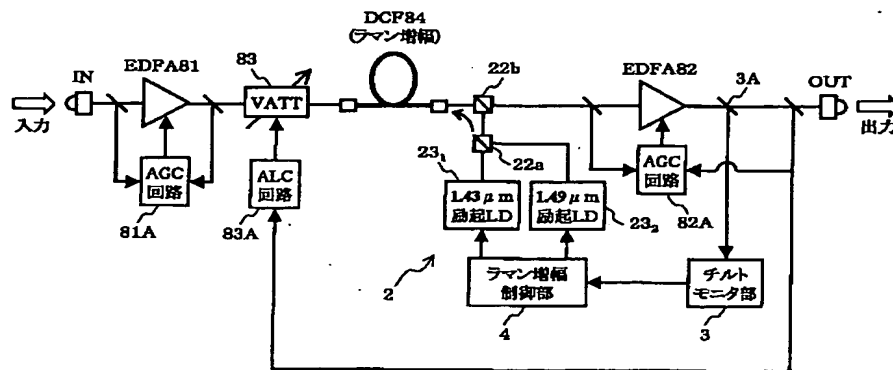 DCF84
(ラマン増幅)
IN
EDFA81
83
22b
EDFA82
3A
OUT
入力
VATT
出力
22a
AGC
回路
ALC
回路
23₁
1.43μm
励起LD
1.49μm
励起LD
23₂
AGC
回路
81A
83A
82A
2
ラマン増幅
制御部
チルト
モニタ部
4
3